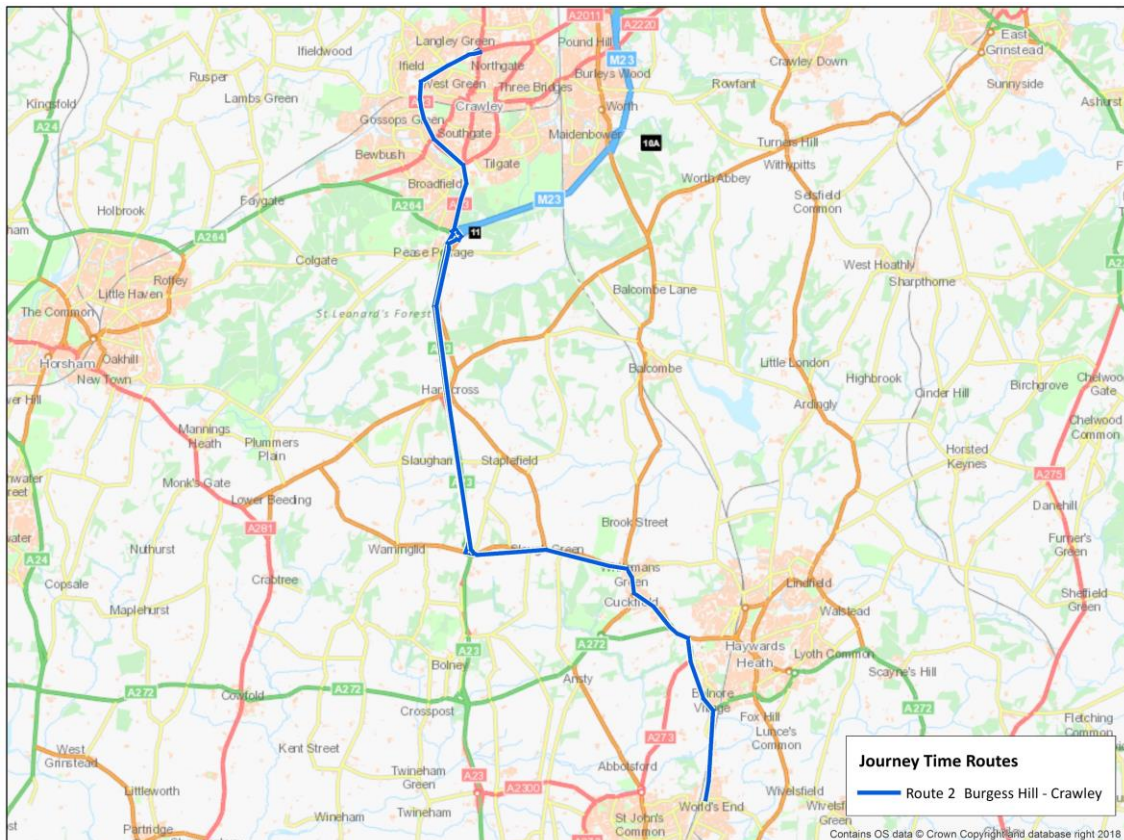 A2011
A2220
Langley Green
Pound Hill
East
Grinstead
Ifieldwood
M23
Crawley Down
Rusper
Ifield
Northgate
Burleys Wood
Sunnyside
West Green
Three Bridges
Rowfant
Kingsfold
Lambs Green
Crawley
Worth
Ashurst
A24
Gossops Green
Southgate
Maidenbower
Turners Hill
Bewbush
Tilgate
16A
Withypitts
Broadfield
Worth Abbey
Holbrook
Faygate
A264
M23
Selsfield
Common
A264
11
Colgate
Pease Pottage
Roffey
West Hoathly
Little Haven
Balcombe Lane
Sharpthorne
The Common
St Leonard's Forest
Horsham
Oakhill
Little London
New Town
Balcombe
Highbrook
Birchgrove
Chelwood
Gate
Cinder Hill
Ardingly
Mannings
Heath
Plummers
Plain
Chelwood
Common
Slaugham
Staplefield
Horsted
Keynes
Monk's Gate
A23
A275
Lower Beeding
Danehill
A281
Brook Street
Nuthurst
Warninglid
Slough Green
Furner's
Green
A24
Copsale
Crabtree
Whitemans
Green
Lindfield
Cuckfield
Sheffield
Green
Maplehurst
Walstead
A272
Haywards
Heath
Bolney
A23
Lyoth Common
Scayne's Hill
Ansty
A272
A272
Cowfold
Crosspost
Bolnore
Village
A272
Fox Hill
Kent Street
A273
Lunce's
Common
Fletching
Common
West
Grinstead
Twineham
Green
Abbotsford
A23
A2300
Littleworth
Wineham
Twineham
World's End
Wivelsfield
Wivelsfield
Partridge
St John's
Common
Journey Time Routes
Route 2 Burgess Hill - Crawley
Contains OS data © Crown Copyright and database right 2018